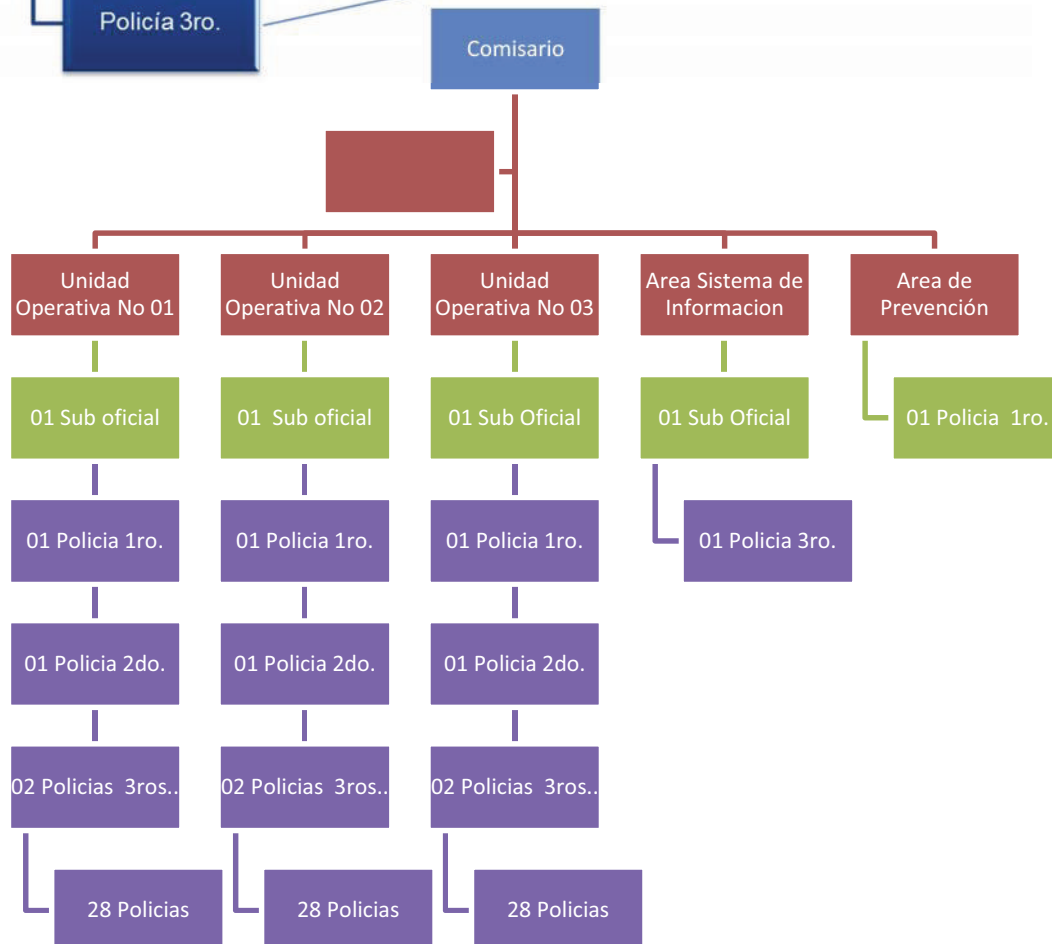 Policía 3ro.
Comisario
Unidad
Operativa No 01
Unidad
Operativa No 02
Unidad
Operativa No 03
Area Sistema de
Informacion
Area de
Prevención
01 Sub oficial
01 Sub oficial
01 Sub Oficial
01 Sub Oficial
01 Policia 1ro.
01 Policia 1ro.
01 Policia 1ro.
01 Policia 1ro.
01 Policia 3ro.
01 Policia 2do.
01 Policia 2do.
01 Policia 2do.
02 Policias 3ros..
02 Policias 3ros..
02 Policias 3ros..
28 Policias
28 Policias
28 Policias